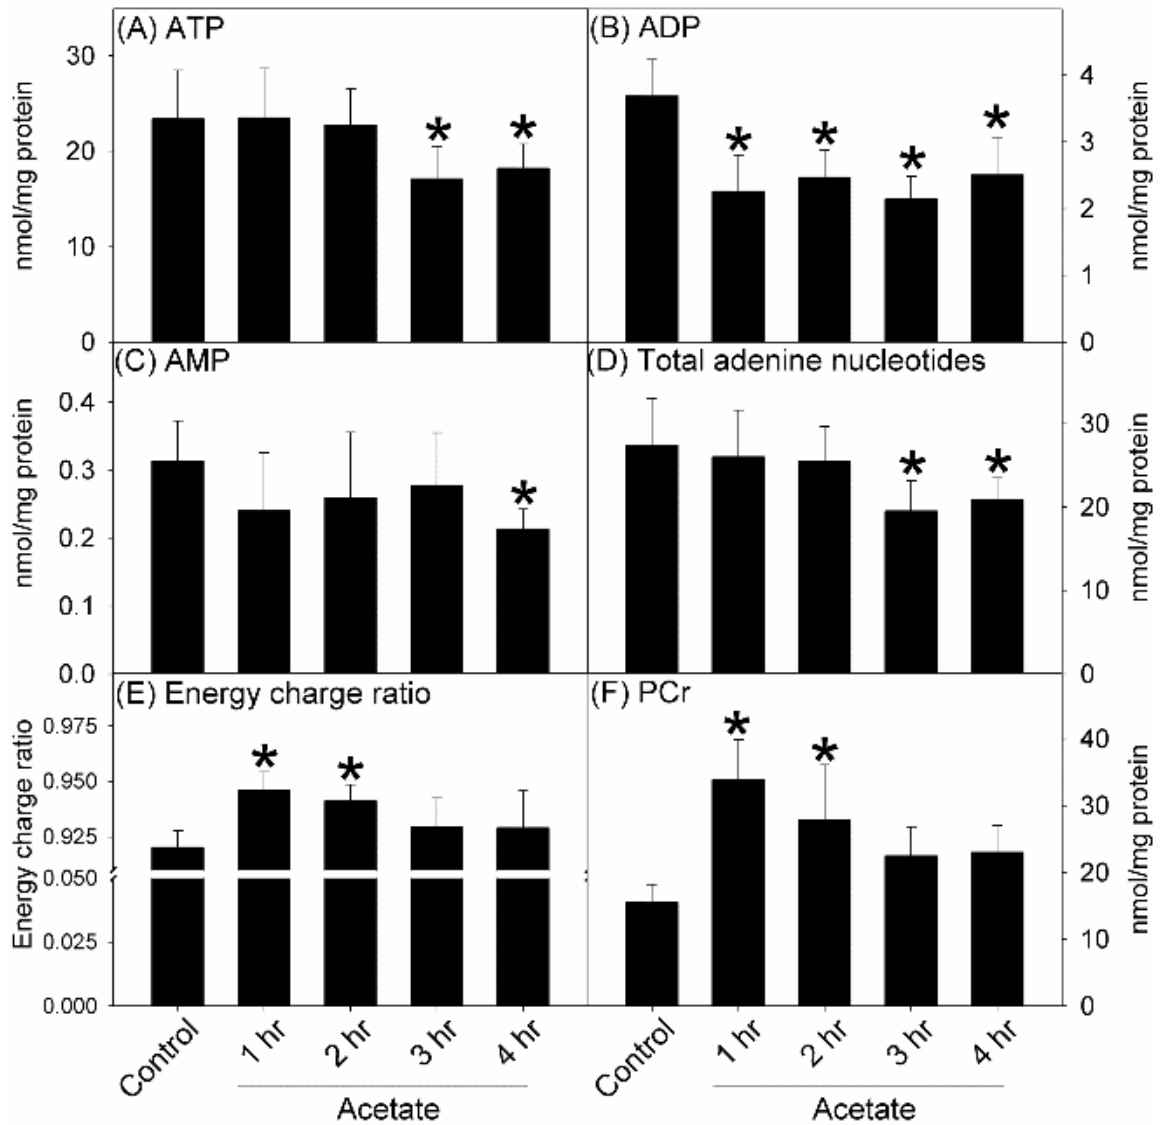 (A) ATP
(B) ADP
30
20
10
0
nmol/mg protein
* *
4
3
2
1
0
nmol/mg protein
* * * *
(C) AMP
(D) Total adenine nucleotides
0.4
0.3
0.2
0.1
0.0
nmol/mg protein
*
30
20
10
0
nmol/mg protein
* *
(E) Energy charge ratio
(F) PCr
0.975
0.950
0.925
0.050
0.025
0.000
Energy charge ratio
* *
40
30
20
10
0
nmol/mg protein
* *
Control 1 hr 2 hr 3 hr 4 hr
Acetate
Control 1 hr 2 hr 3 hr 4 hr
Acetate